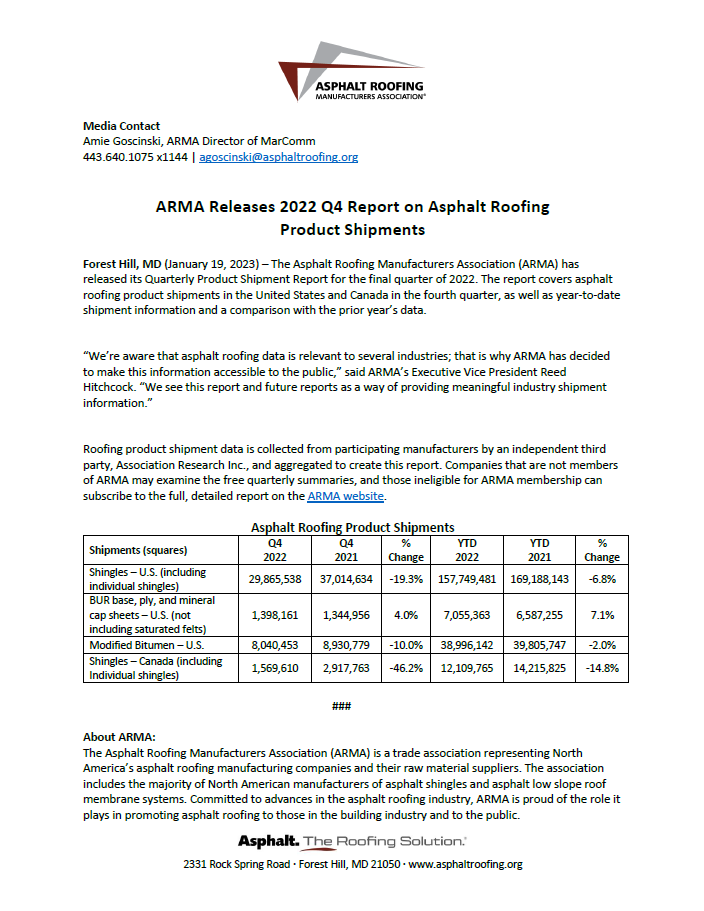 ASPHALT ROOFING
MANUFACTURERS ASSOCIATION®
Media Contact
Amie Goscinski, ARMA Director of MarComm
443.640.1075 x1144 | agoscinski@asphaltroofing.org
ARMA Releases 2022 Q4 Report on Asphalt Roofing
Product Shipments
Forest Hill, MD (January 19, 2023) – The Asphalt Roofing Manufacturers Association (ARMA) has
released its Quarterly Product Shipment Report for the final quarter of 2022. The report covers asphalt
roofing product shipments in the United States and Canada in the fourth quarter, as well as year-to-date
shipment information and a comparison with the prior year's data.
“We're aware that asphalt roofing data is relevant to several industries; that is why ARMA has decided
to make this information accessible to the public,” said ARMA's Executive Vice President Reed
Hitchcock. “We see this report and future reports as a way of providing meaningful industry shipment
information.”
Roofing product shipment data is collected from participating manufacturers by an independent third
party, Association Research Inc., and aggregated to create this report. Companies that are not members
of ARMA may examine the free quarterly summaries, and those ineligible for ARMA membership can
subscribe to the full, detailed report on the ARMA website.
Asphalt Roofing Product Shipments
Shipments (squares) Q4 2022 Q4 2021 % Change YTD 2022 YTD 2021 % Change
Shingles – U.S. (including individual shingles) 29,865,538 37,014,634 -19.3% 157,749,481 169,188,143 -6.8%
BUR base, ply, and mineral cap sheets – U.S. (not including saturated felts) 1,398,161 1,344,956 4.0% 7,055,363 6,587,255 7.1%
Modified Bitumen – U.S. 8,040,453 8,930,779 -10.0% 38,996,142 39,805,747 -2.0%
Shingles – Canada (including Individual shingles) 1,569,610 2,917,763 -46.2% 12,109,765 14,215,825 -14.8%
###
About ARMA:
The Asphalt Roofing Manufacturers Association (ARMA) is a trade association representing North
America's asphalt roofing manufacturing companies and their raw material suppliers. The association
includes the majority of North American manufacturers of asphalt shingles and asphalt low slope roof
membrane systems. Committed to advances in the asphalt roofing industry, ARMA is proud of the role it
plays in promoting asphalt roofing to those in the building industry and to the public.
Asphalt. The Roofing Solution.®
2331 Rock Spring Road · Forest Hill, MD 21050 · www.asphaltroofing.org